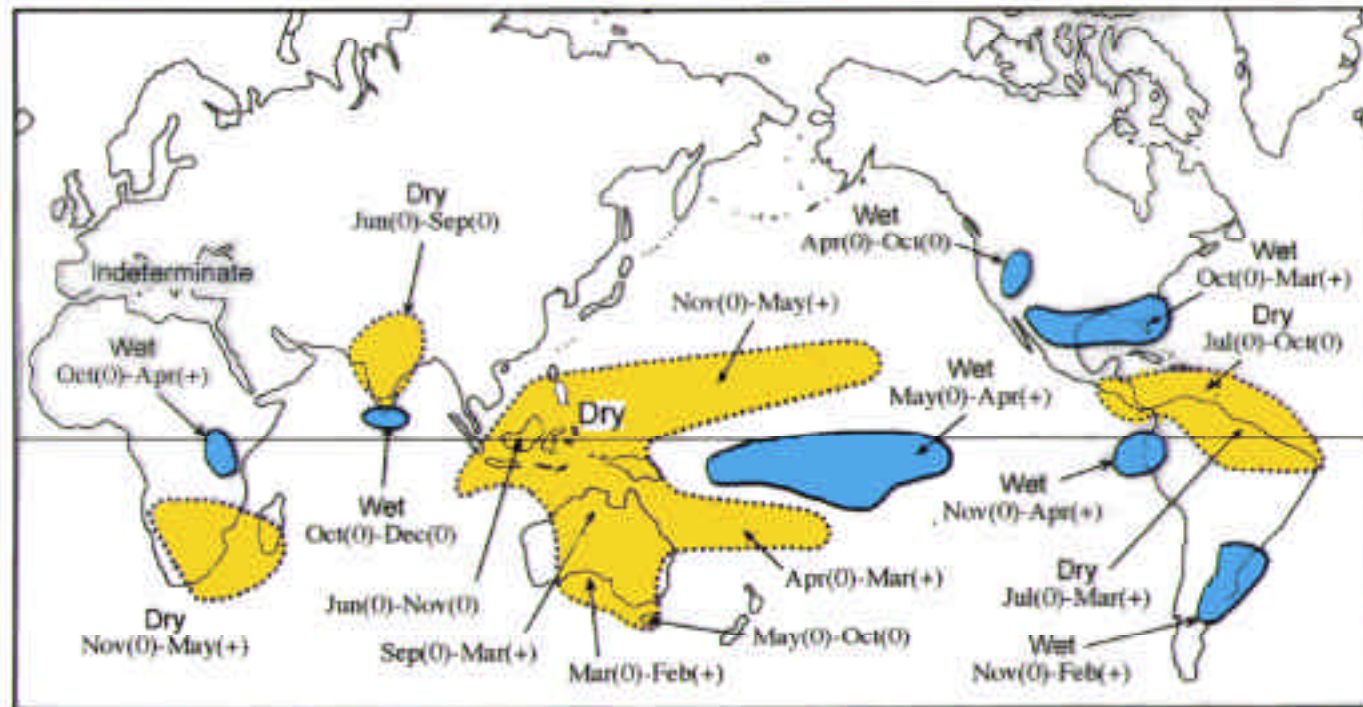 Dry
Jun(0)-Sep(0)
Wet
Apr(0)-Oct(0)
Wet
Oct(0)-Mar(+)
Indeterminate
Nov(0)-May(+)
Dry
Jul(0)-Oct(0)
Wet
Oct(0)-Apr(+)
Wet
May(0)-Apr(+)
Dry
Wet
Oct(0)-Dec(0)
Wet
Nov(0)-Apr(+)
Jun(0)-Nov(0)
Apr(0)-Mar(+)
Dry
Jul(0)-Mar(+)
Dry
Nov(0)-May(+)
Sep(0)-Mar(+)
May(0)-Oct(0)
Mar(0)-Feb(+)
Wet
Nov(0)-Feb(+)